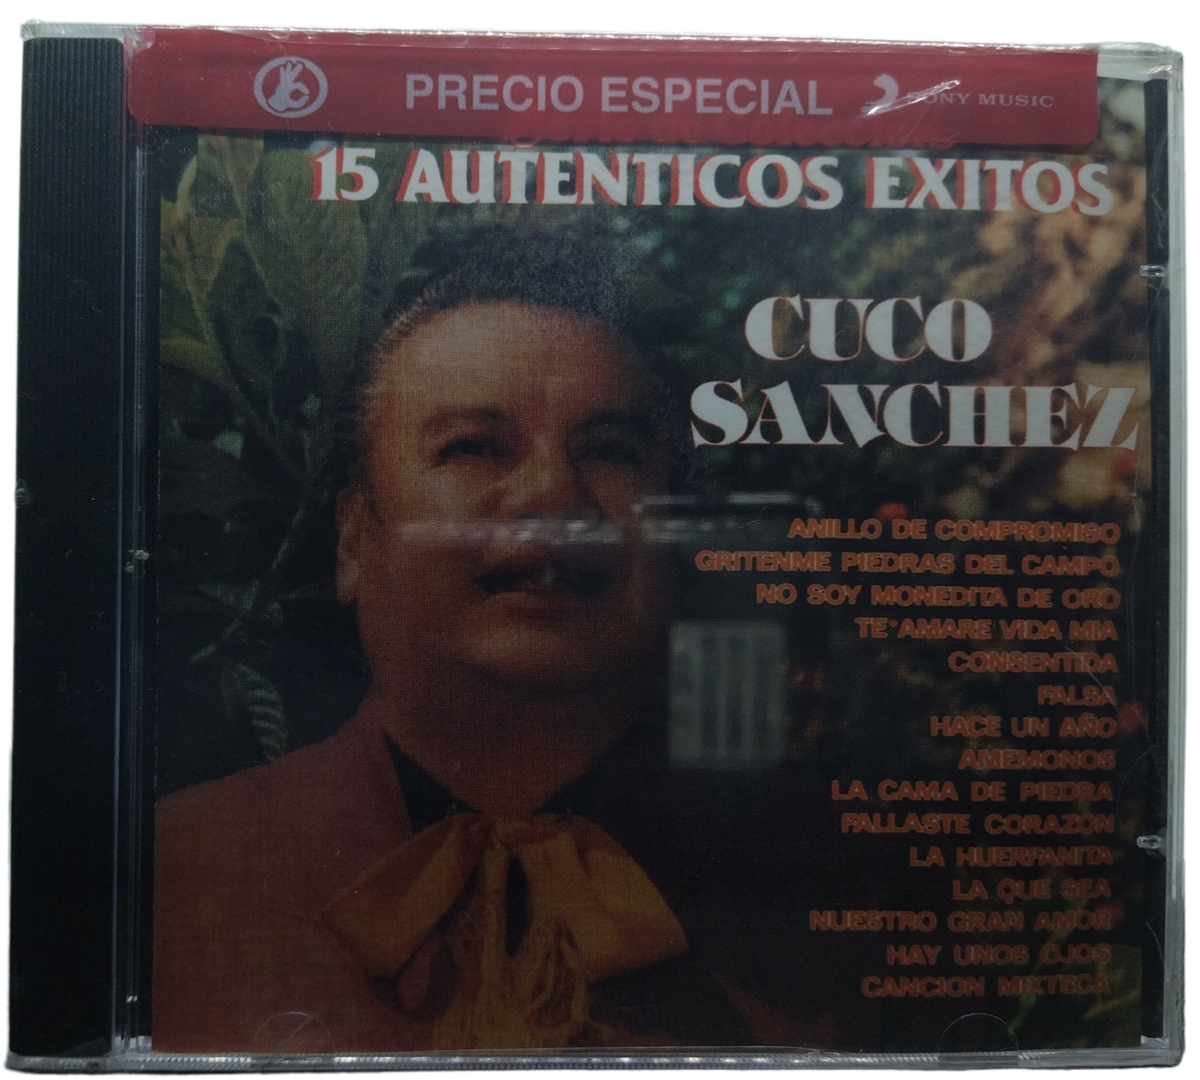 PRECIO ESPECIAL
SONY MUSIC
15 AUTENTICOS EXITOS
CUCO
SANCHEZ
ANILLO DE COMPROMISO
GRITENME PIEDRAS DEL CAMPO
NO SOY MONEDITA DE ORO
TE AMARE VIDA MIA
CONSENTIDA
FALSA
HACE UN AÑO
AMEMONOS
LA CAMA DE PIEDRA
FALLASTE CORAZON
LA HUERFANITA
LA QUE SEA
NUESTRO GRAN AMOR
HAY UNOS OJOS
CANCION MIXTECA